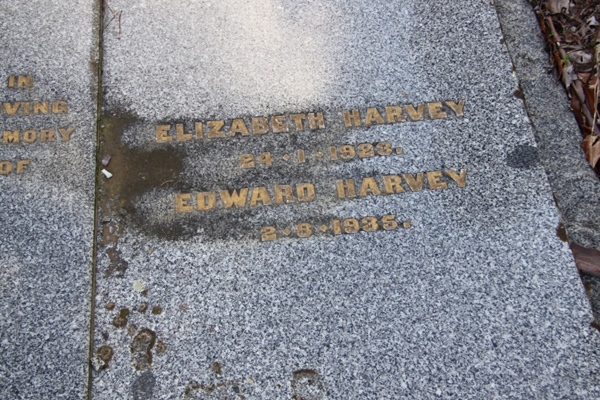 IN
VING
MORY
OF
ELIZABETH HARVEY
24·1·1923.
EDWARD HARVEY
2·8·1935.